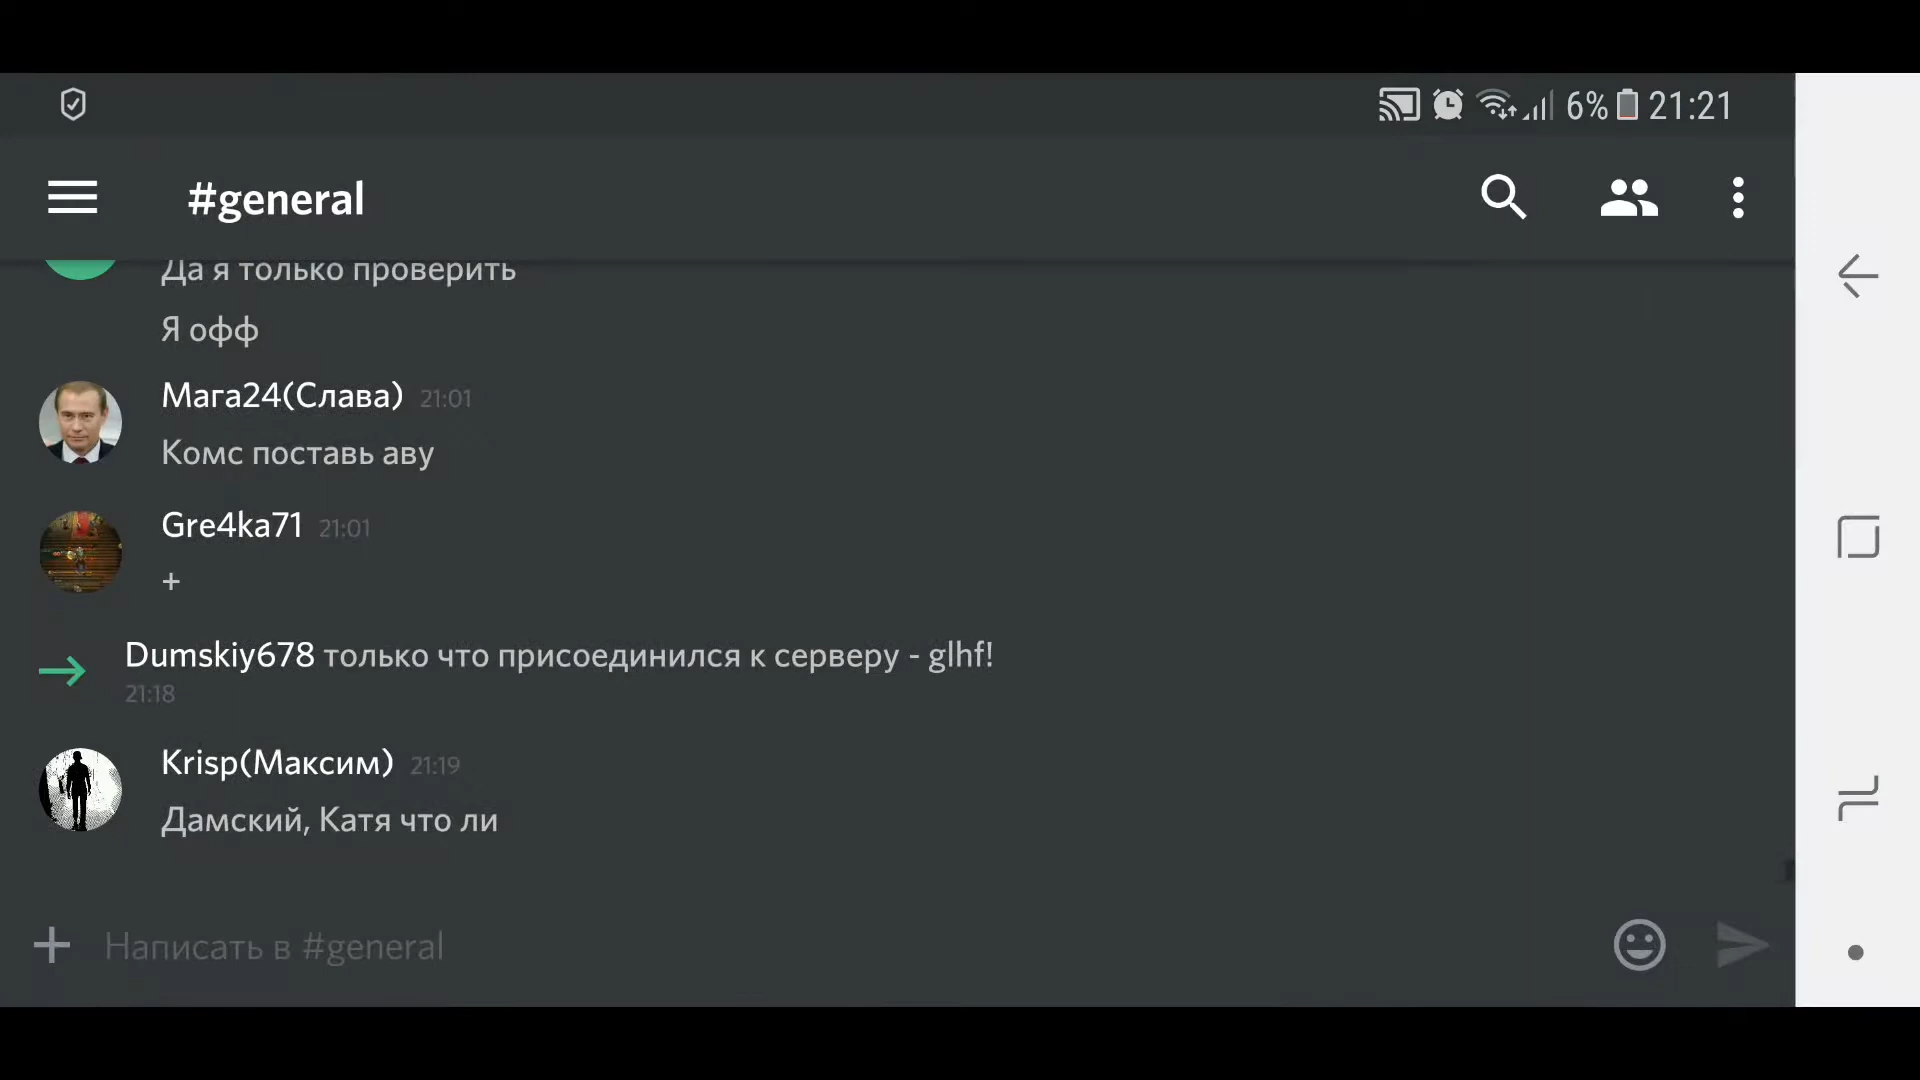 6% 21:21
#general
Да я только проверить
Я офф
Мага24(Слава) 21:01
Комс поставь аву
Gre4ka71 21:01
+
Dumskiy678 только что присоединился к серверу - glhf!
21:18
Krisp(Максим) 21:19
Дамский, Катя что ли
Написать в #general